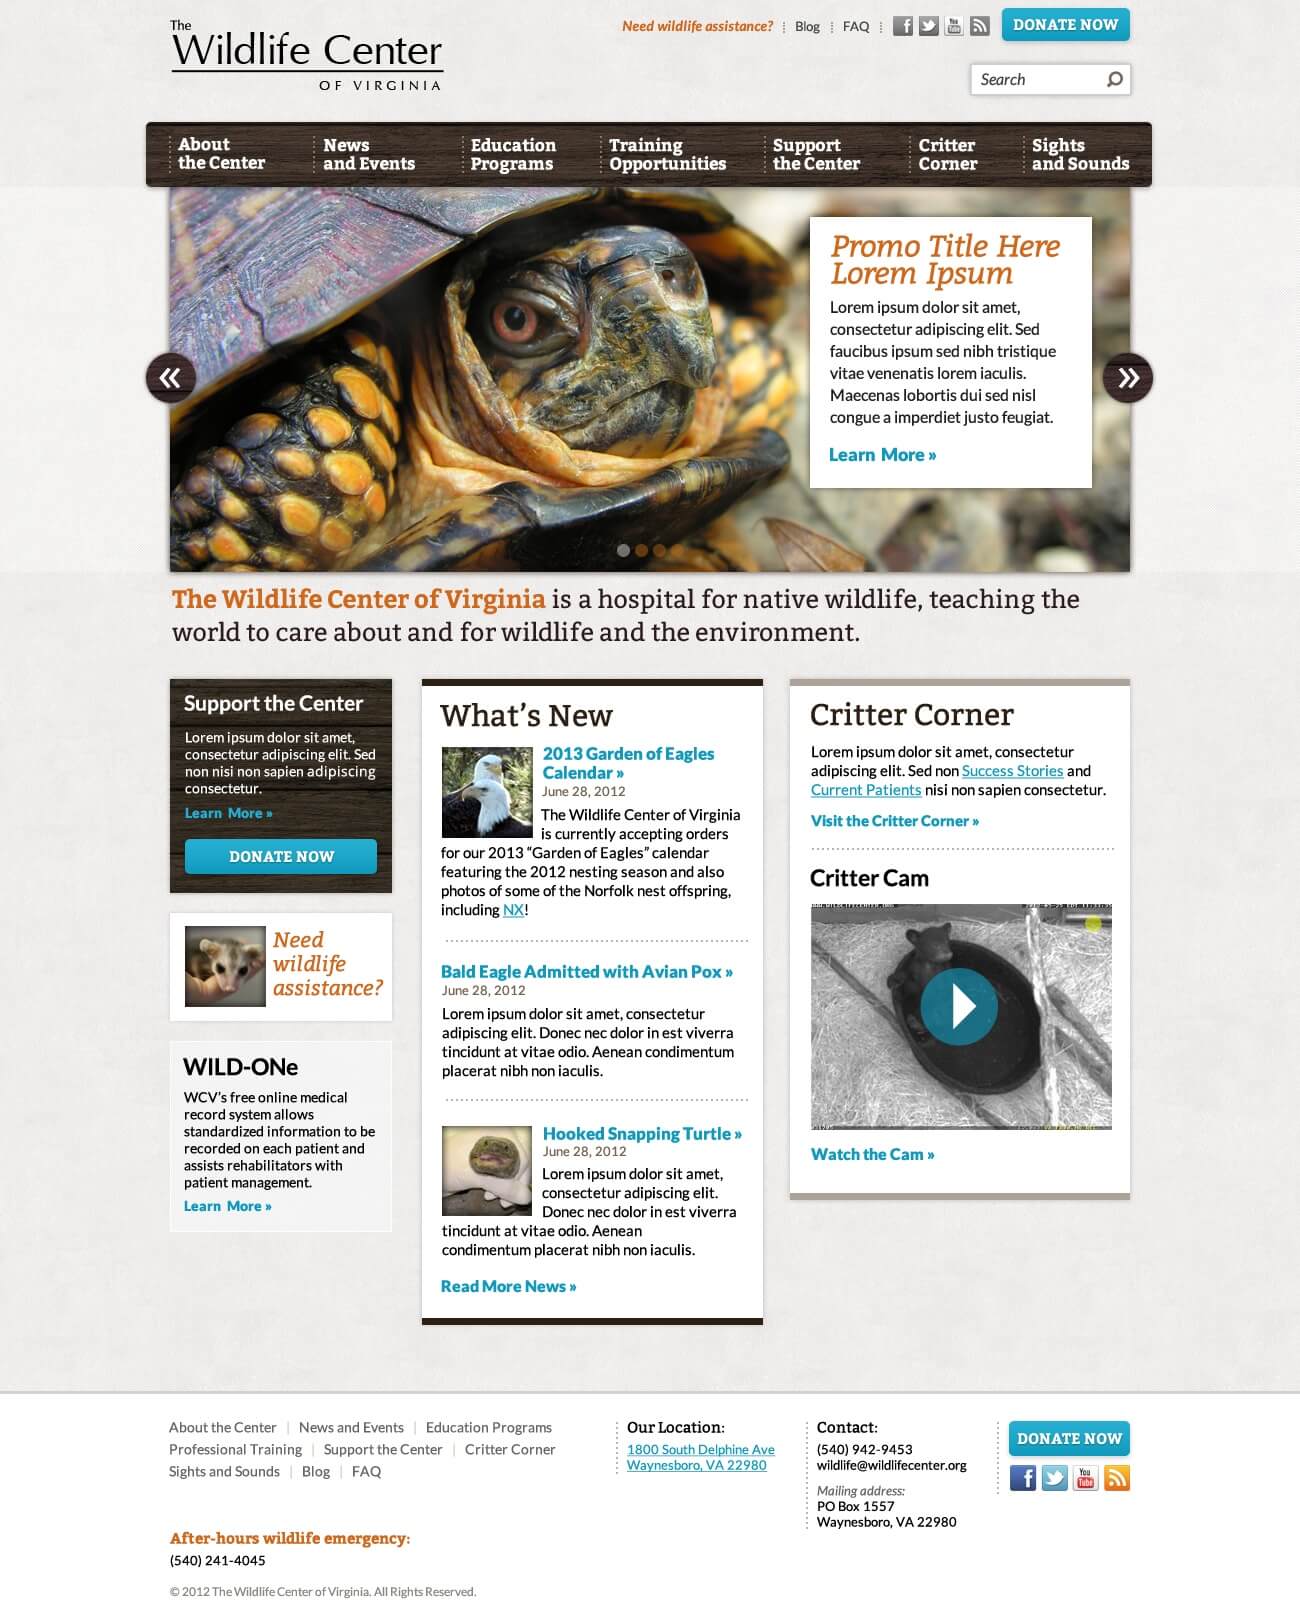 The
Wildlife Center
OF VIRGINIA
Need wildlife assistance?
Blog
FAQ
f
You
Tube
DONATE NOW
Search
About
the Center
News
and Events
Education
Programs
Training
Opportunities
Support
the Center
Critter
Corner
Sights
and Sounds
Promo Title Here
Lorem Ipsum
Lorem ipsum dolor sit amet,
consectetur adipiscing elit. Sed
faucibus ipsum sed nibh tristique
vitae venenatis lorem iaculis.
Maecenas lobortis dui sed nisl
congue a imperdiet justo feugiat.
Learn More »
The Wildlife Center of Virginia is a hospital for native wildlife, teaching the
world to care about and for wildlife and the environment.
Support the Center
Lorem ipsum dolor sit amet,
consectetur adipiscing elit. Sed
non nisi non sapien adipiscing
consectetur.
Learn More »
DONATE NOW
Need
wildlife
assistance?
WILD-ONe
WCV's free online medical
record system allows
standardized information to be
recorded on each patient and
assists rehabilitators with
patient management.
Learn More »
What's New
2013 Garden of Eagles
Calendar »
June 28, 2012
The Wildlife Center of Virginia
is currently accepting orders
for our 2013 “Garden of Eagles” calendar
featuring the 2012 nesting season and also
photos of some of the Norfolk nest offspring,
including NX!
Bald Eagle Admitted with Avian Pox »
June 28, 2012
Lorem ipsum dolor sit amet, consectetur
adipiscing elit. Donec nec dolor in est viverra
tincidunt at vitae odio. Aenean condimentum
placerat nibh non iaculis.
Hooked Snapping Turtle »
June 28, 2012
Lorem ipsum dolor sit amet,
consectetur adipiscing elit.
Donec nec dolor in est viverra
tincidunt at vitae odio. Aenean
condimentum placerat nibh non iaculis.
Read More News »
Critter Corner
Lorem ipsum dolor sit amet, consectetur
adipiscing elit. Sed non Success Stories and
Current Patients nisi non sapien consectetur.
Visit the Critter Corner »
Critter Cam
Watch the Cam »
About the Center | News and Events | Education Programs
Professional Training | Support the Center | Critter Corner
Sights and Sounds | Blog | FAQ
After-hours wildlife emergency:
(540) 241-4045
© 2012 The Wildlife Center of Virginia. All Rights Reserved.
Our Location:
1800 South Delphine Ave
Waynesboro, VA 22980
Contact:
(540) 942-9453
wildlife@wildlifecenter.org
Mailing address:
PO Box 1557
Waynesboro, VA 22980
DONATE NOW
f
You
Tube